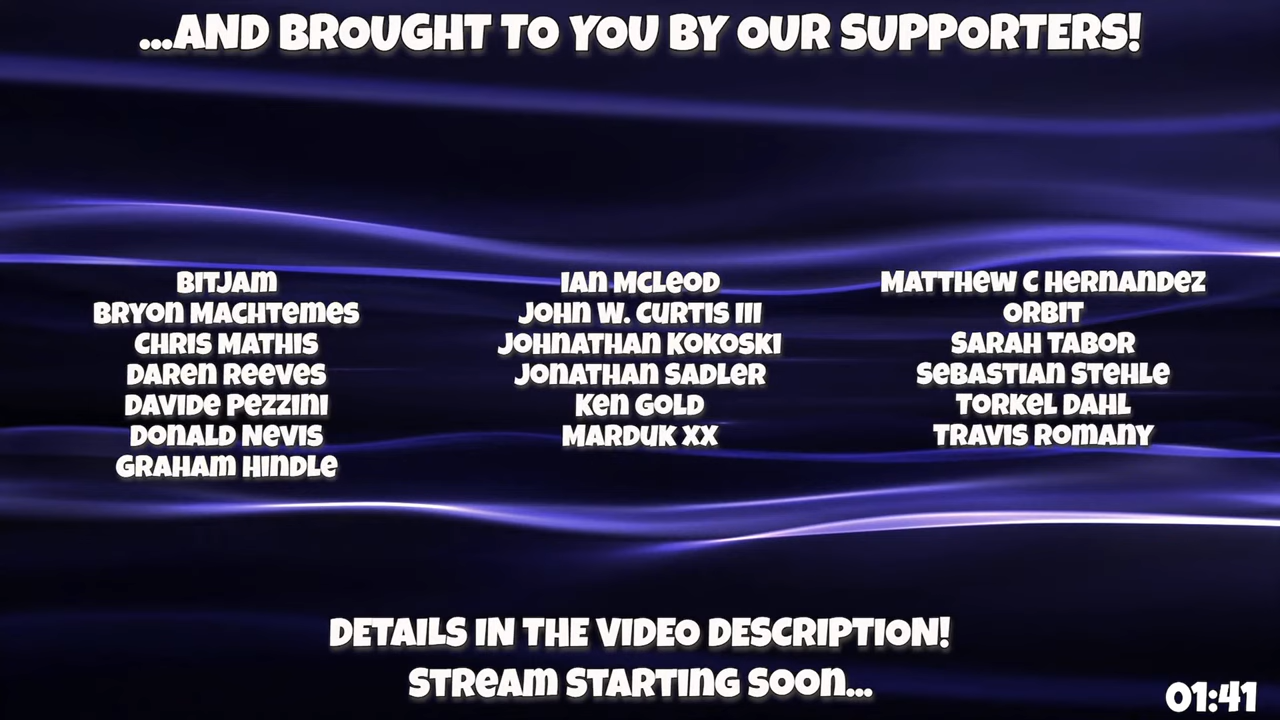 ...AND BROUGHT TO YOU BY OUR SUPPORTERS!
BITJAM
BRYON MACHTEMES
CHRIS MATHIS
DAREN REEVES
DAVIDE PEZZINI
DONALD NEVIS
GRAHAM HINDLE
IAN MCLEOD
JOHN W. CURTIS III
JOHNATHAN KOKOSKI
JONATHAN SADLER
KEN GOLD
MARDUK XX
MATTHEW C HERNANDEZ
ORBIT
SARAH TABOR
SEBASTIAN STEHLE
TORKEL DAHL
TRAVIS ROMANY
DETAILS IN THE VIDEO DESCRIPTION!
STREAM STARTING SOON...
01:41